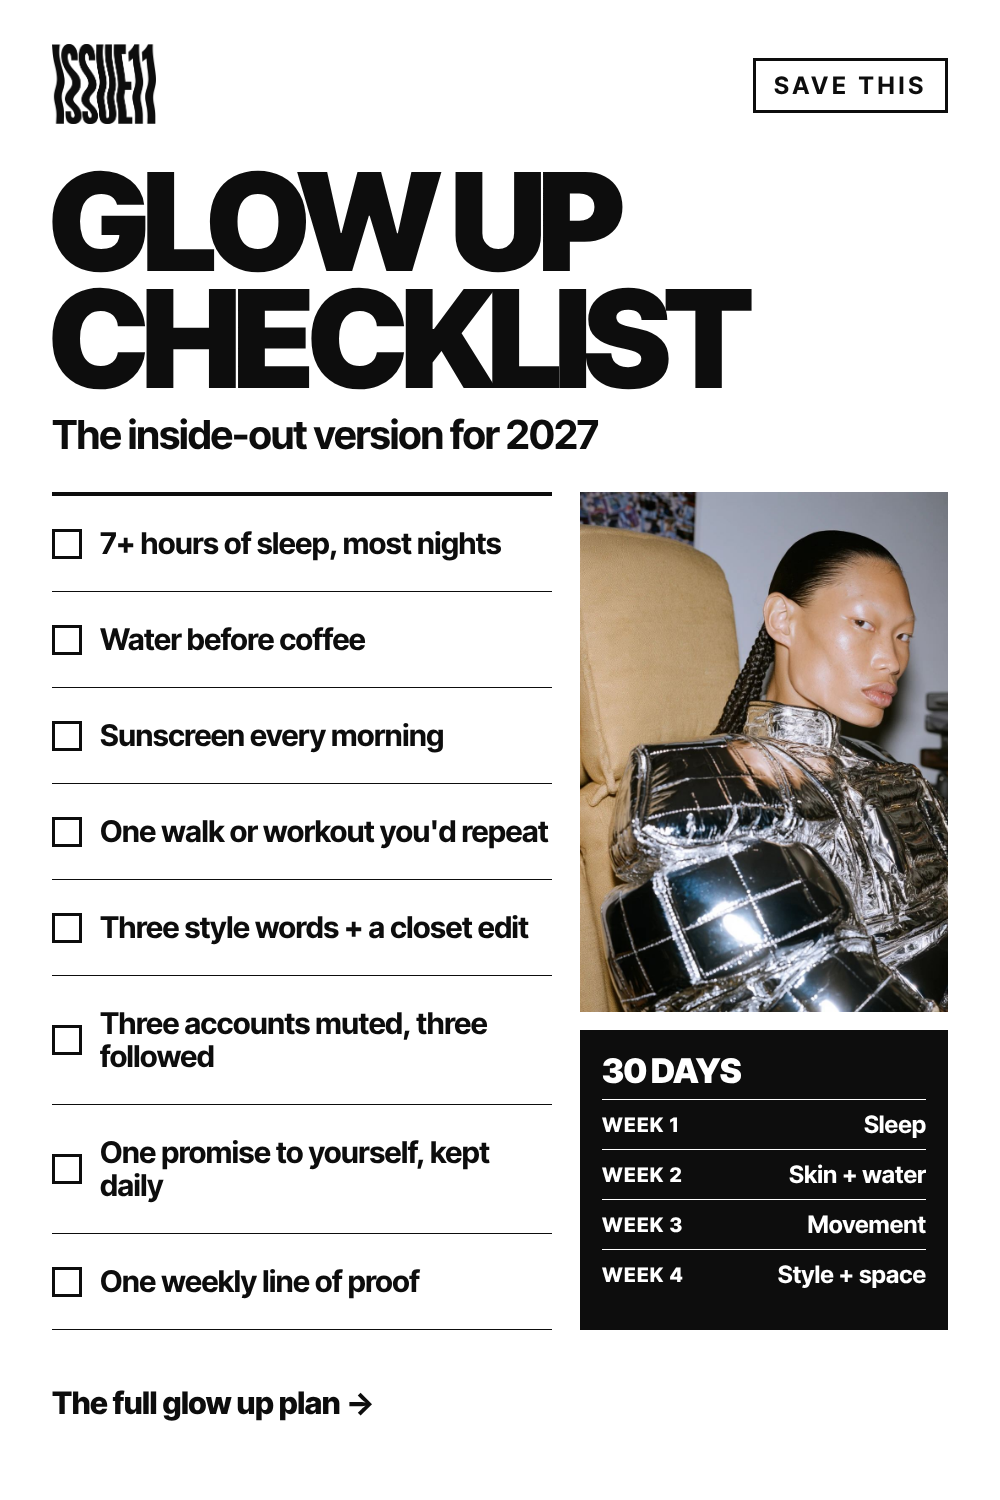 ISSUE11
SAVE THIS
GLOW UP
CHECKLIST
The inside-out version for 2027
7+ hours of sleep, most nights
Water before coffee
Sunscreen every morning
One walk or workout you'd repeat
Three style words + a closet edit
Three accounts muted, three
followed
One promise to yourself, kept
daily
One weekly line of proof
30 DAYS
WEEK 1 Sleep
WEEK 2 Skin + water
WEEK 3 Movement
WEEK 4 Style + space
The full glow up plan →